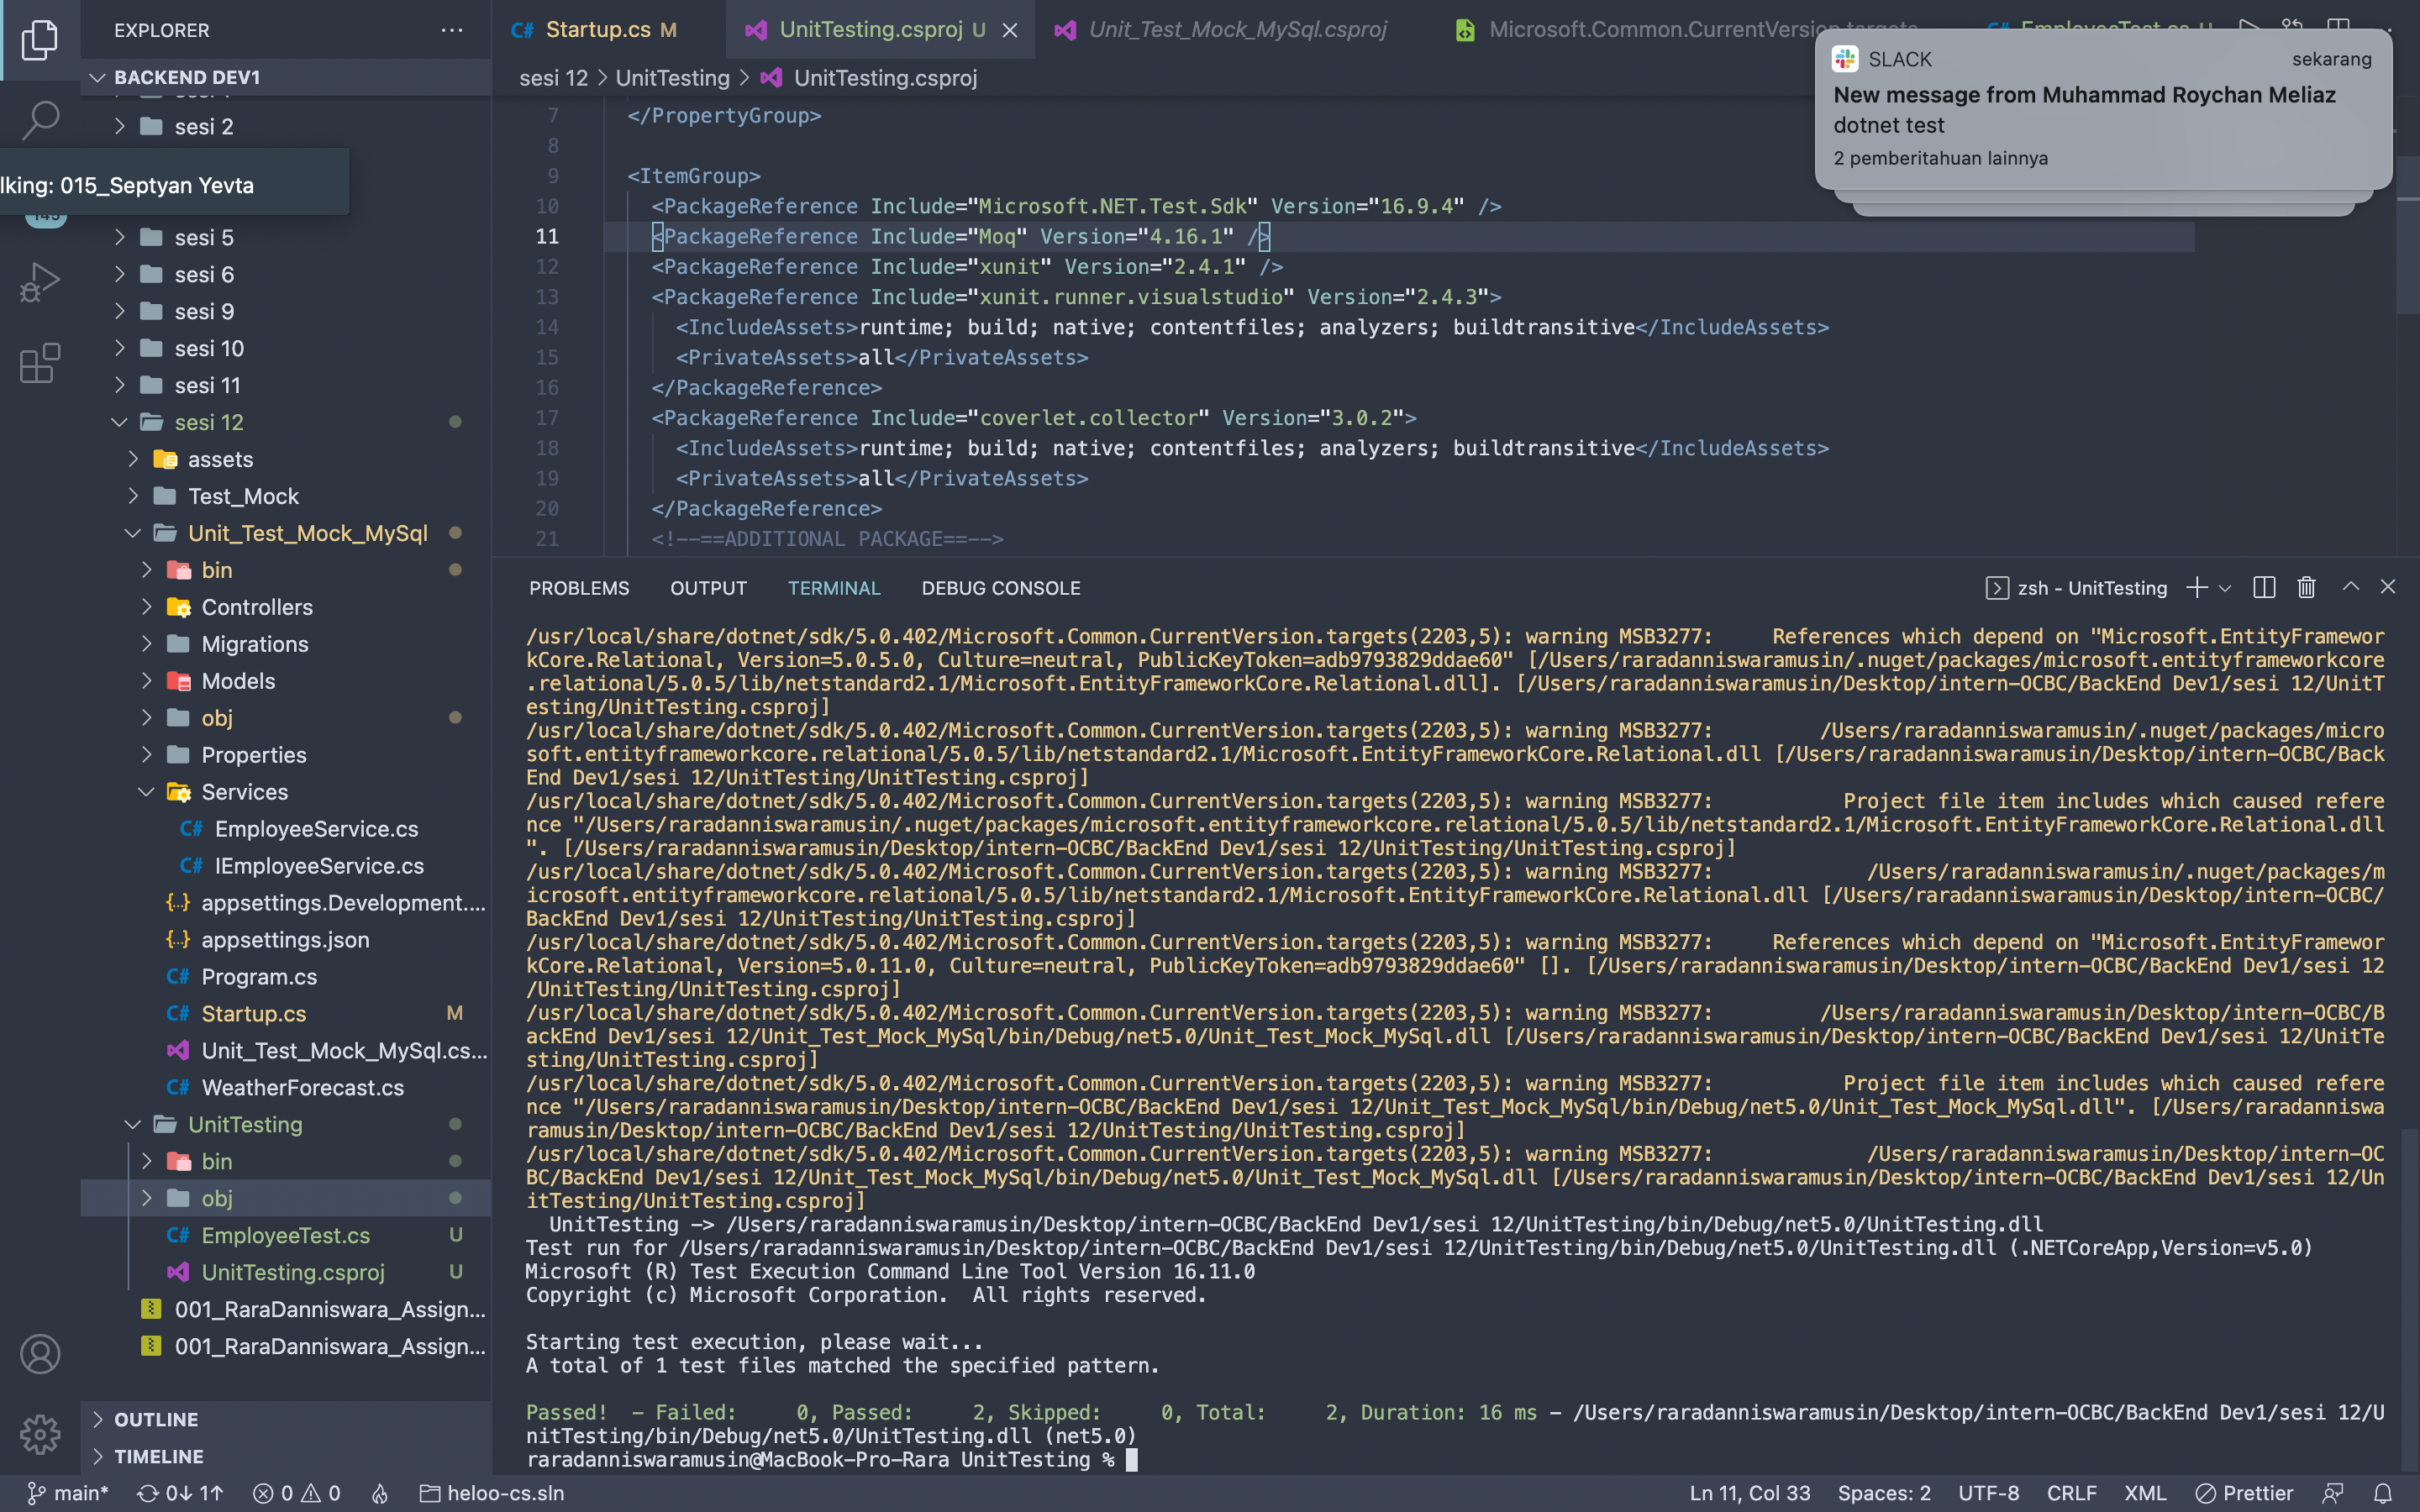 EXPLORER
BACKEND DEV1
sesi 2
lking: 015_Septyan Yevta
sesi 5
sesi 6
sesi 9
sesi 10
sesi 11
sesi 12
assets
Test_Mock
Unit_Test_Mock_MySql
bin
Controllers
Migrations
Models
obj
Properties
Services
C# EmployeeService.cs
C# IEmployeeService.cs
{..} appsettings.Development....
{..} appsettings.json
C# Program.cs
C# Startup.cs M
Unit_Test_Mock_MySql.cs...
C# WeatherForecast.cs
UnitTesting
bin
obj
C# EmployeeTest.cs U
UnitTesting.csproj U
001_RaraDanniswara_Assign...
001_RaraDanniswara_Assign...
OUTLINE
TIMELINE
C# Startup.cs M
UnitTesting.csproj U
Unit_Test_Mock_MySql.csproj
Microsoft.Common.CurrentVersion.targets
C# EmployeeTest.cs U
SLACK sekarang
New message from Muhammad Roychan Meliaz
dotnet test
2 pemberitahuan lainnya
sesi 12 > UnitTesting > UnitTesting.csproj
7 </PropertyGroup>
8
9 <ItemGroup>
10 <PackageReference Include="Microsoft.NET.Test.Sdk" Version="16.9.4" />
11 <PackageReference Include="Moq" Version="4.16.1" />
12 <PackageReference Include="xunit" Version="2.4.1" />
13 <PackageReference Include="xunit.runner.visualstudio" Version="2.4.3">
14 <IncludeAssets>runtime; build; native; contentfiles; analyzers; buildtransitive</IncludeAssets>
15 <PrivateAssets>all</PrivateAssets>
16 </PackageReference>
17 <PackageReference Include="coverlet.collector" Version="3.0.2">
18 <IncludeAssets>runtime; build; native; contentfiles; analyzers; buildtransitive</IncludeAssets>
19 <PrivateAssets>all</PrivateAssets>
20 </PackageReference>
21 <!--==ADDITIONAL PACKAGE==-->
PROBLEMS OUTPUT TERMINAL DEBUG CONSOLE
zsh - UnitTesting
/usr/local/share/dotnet/sdk/5.0.402/Microsoft.Common.CurrentVersion.targets(2203,5): warning MSB3277: References which depend on "Microsoft.EntityFramewor
kCore.Relational, Version=5.0.5.0, Culture=neutral, PublicKeyToken=adb9793829ddae60" [/Users/raradanniswaramusin/.nuget/packages/microsoft.entityframeworkcore
.relational/5.0.5/lib/netstandard2.1/Microsoft.EntityFrameworkCore.Relational.dll]. [/Users/raradanniswaramusin/Desktop/intern-OCBC/BackEnd Dev1/sesi 12/UnitT
esting/UnitTesting.csproj]
/usr/local/share/dotnet/sdk/5.0.402/Microsoft.Common.CurrentVersion.targets(2203,5): warning MSB3277: /Users/raradanniswaramusin/.nuget/packages/micro
soft.entityframeworkcore.relational/5.0.5/lib/netstandard2.1/Microsoft.EntityFrameworkCore.Relational.dll [/Users/raradanniswaramusin/Desktop/intern-OCBC/Back
End Dev1/sesi 12/UnitTesting/UnitTesting.csproj]
/usr/local/share/dotnet/sdk/5.0.402/Microsoft.Common.CurrentVersion.targets(2203,5): warning MSB3277: Project file item includes which caused refere
nce "/Users/raradanniswaramusin/.nuget/packages/microsoft.entityframeworkcore.relational/5.0.5/lib/netstandard2.1/Microsoft.EntityFrameworkCore.Relational.dll
". [/Users/raradanniswaramusin/Desktop/intern-OCBC/BackEnd Dev1/sesi 12/UnitTesting/UnitTesting.csproj]
/usr/local/share/dotnet/sdk/5.0.402/Microsoft.Common.CurrentVersion.targets(2203,5): warning MSB3277: /Users/raradanniswaramusin/.nuget/packages/m
icrosoft.entityframeworkcore.relational/5.0.5/lib/netstandard2.1/Microsoft.EntityFrameworkCore.Relational.dll [/Users/raradanniswaramusin/Desktop/intern-OCBC/
BackEnd Dev1/sesi 12/UnitTesting/UnitTesting.csproj]
/usr/local/share/dotnet/sdk/5.0.402/Microsoft.Common.CurrentVersion.targets(2203,5): warning MSB3277: References which depend on "Microsoft.EntityFramewor
kCore.Relational, Version=5.0.11.0, Culture=neutral, PublicKeyToken=adb9793829ddae60" []. [/Users/raradanniswaramusin/Desktop/intern-OCBC/BackEnd Dev1/sesi 12
/UnitTesting/UnitTesting.csproj]
/usr/local/share/dotnet/sdk/5.0.402/Microsoft.Common.CurrentVersion.targets(2203,5): warning MSB3277: /Users/raradanniswaramusin/Desktop/intern-OCBC/B
ackEnd Dev1/sesi 12/Unit_Test_Mock_MySql/bin/Debug/net5.0/Unit_Test_Mock_MySql.dll [/Users/raradanniswaramusin/Desktop/intern-OCBC/BackEnd Dev1/sesi 12/UnitTe
sting/UnitTesting.csproj]
/usr/local/share/dotnet/sdk/5.0.402/Microsoft.Common.CurrentVersion.targets(2203,5): warning MSB3277: Project file item includes which caused refere
nce "/Users/raradanniswaramusin/Desktop/intern-OCBC/BackEnd Dev1/sesi 12/Unit_Test_Mock_MySql/bin/Debug/net5.0/Unit_Test_Mock_MySql.dll". [/Users/raradanniswa
ramusin/Desktop/intern-OCBC/BackEnd Dev1/sesi 12/UnitTesting/UnitTesting.csproj]
/usr/local/share/dotnet/sdk/5.0.402/Microsoft.Common.CurrentVersion.targets(2203,5): warning MSB3277: /Users/raradanniswaramusin/Desktop/intern-OC
BC/BackEnd Dev1/sesi 12/Unit_Test_Mock_MySql/bin/Debug/net5.0/Unit_Test_Mock_MySql.dll [/Users/raradanniswaramusin/Desktop/intern-OCBC/BackEnd Dev1/sesi 12/Un
itTesting/UnitTesting.csproj]
UnitTesting -> /Users/raradanniswaramusin/Desktop/intern-OCBC/BackEnd Dev1/sesi 12/UnitTesting/bin/Debug/net5.0/UnitTesting.dll
Test run for /Users/raradanniswaramusin/Desktop/intern-OCBC/BackEnd Dev1/sesi 12/UnitTesting/bin/Debug/net5.0/UnitTesting.dll (.NETCoreApp,Version=v5.0)
Microsoft (R) Test Execution Command Line Tool Version 16.11.0
Copyright (c) Microsoft Corporation. All rights reserved.
Starting test execution, please wait...
A total of 1 test files matched the specified pattern.
Passed! - Failed: 0, Passed: 2, Skipped: 0, Total: 2, Duration: 16 ms - /Users/raradanniswaramusin/Desktop/intern-OCBC/BackEnd Dev1/sesi 12/U
nitTesting/bin/Debug/net5.0/UnitTesting.dll (net5.0)
raradanniswaramusin@MacBook-Pro-Rara UnitTesting %
main* 0↓ 1↑ 0 0 heloo-cs.sln Ln 11, Col 33 Spaces: 2 UTF-8 CRLF XML Prettier